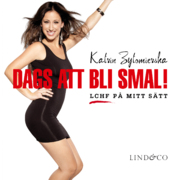 Katrin Zytomierska
DAGS ATT BLI SMAL!
LCHF PÅ MITT SÄTT
LIND&CO